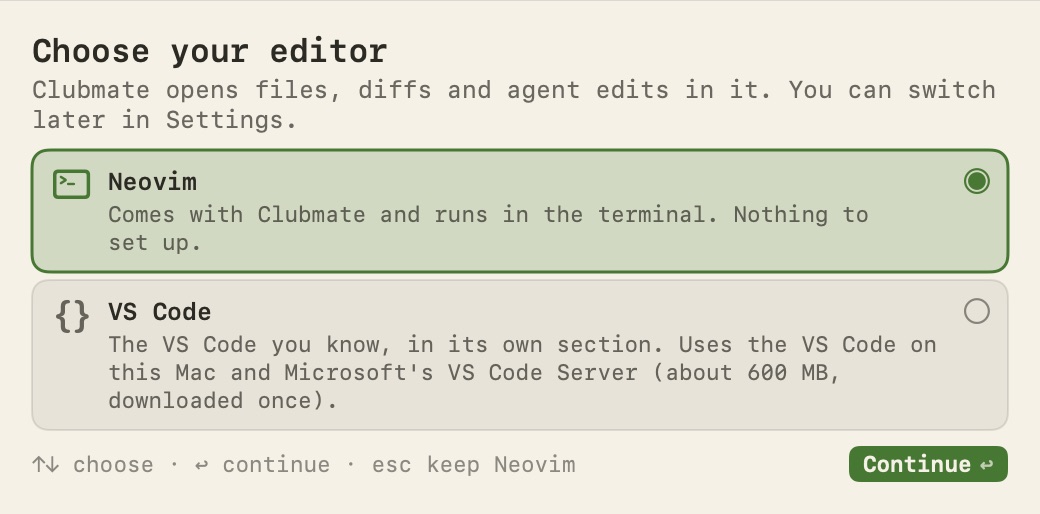 Choose your editor
Clubmate opens files, diffs and agent edits in it. You can switch
later in Settings.
Neovim
Comes with Clubmate and runs in the terminal. Nothing to
set up.
{} VS Code
The VS Code you know, in its own section. Uses the VS Code on
this Mac and Microsoft's VS Code Server (about 600 MB,
downloaded once).
↑↓ choose · ↩ continue · esc keep Neovim
Continue ↩